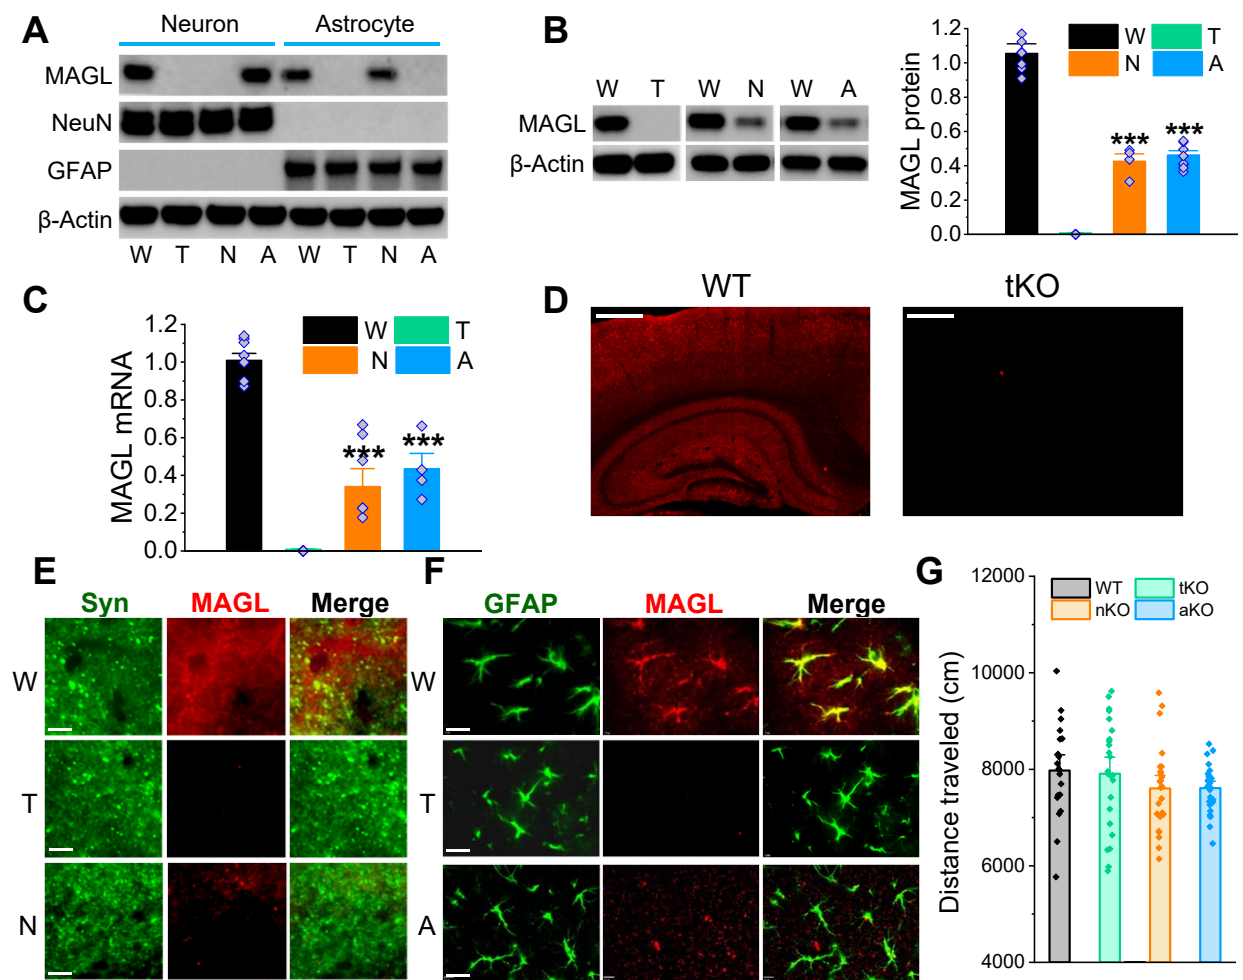 A
Neuron Astrocyte
MAGL
NeuN
GFAP
β-Actin
W T N A W T N A
B
W T W N W A
MAGL
β-Actin
MAGL protein
1.2
1.0
0.8
0.6
0.4
0.2
0.0
W T
N A
*** ***
C
MAGL mRNA
1.2
1.0
0.8
0.6
0.4
0.2
0.0
W T
N A
*** ***
D
WT tKO
E
Syn MAGL Merge
W
T
N
F
GFAP MAGL Merge
W
T
A
G
Distance traveled (cm)
12000
10000
8000
6000
4000
WT tKO
nKO aKO